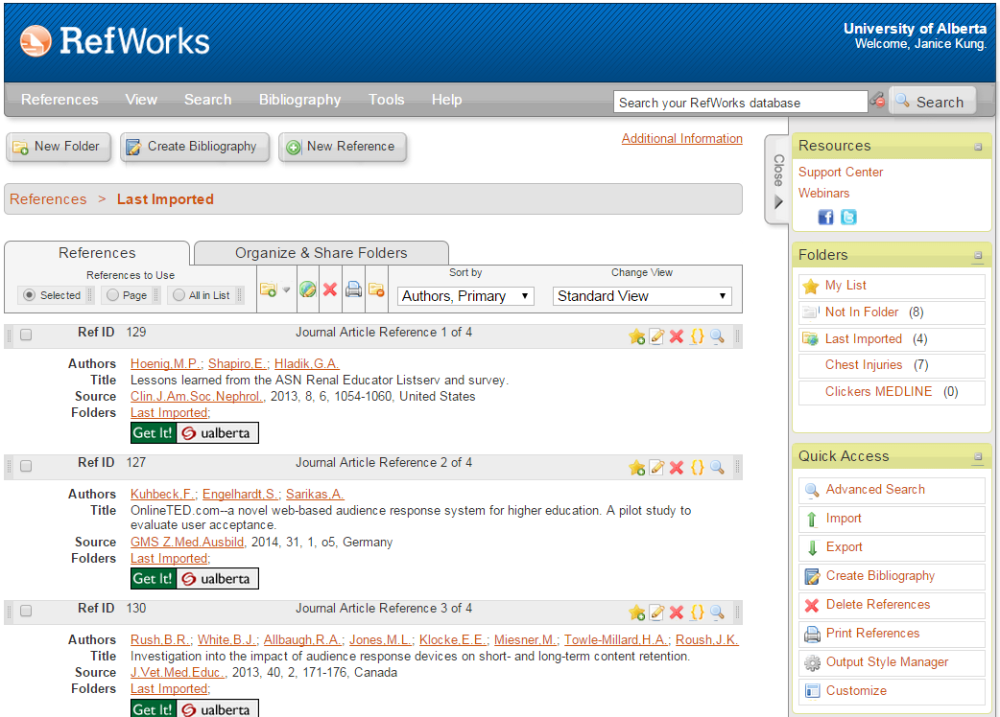 RefWorks
University of Alberta
Welcome, Janice Kung.
References View Search Bibliography Tools Help
Search your RefWorks database
Search
New Folder
Create Bibliography
New Reference
Additional Information
References > Last Imported
References
Organize & Share Folders
References to Use
Selected
Page
All in List
Sort by
Authors, Primary
Change View
Standard View
Ref ID 129 Journal Article Reference 1 of 4
Authors Hoenig,M.P.; Shapiro,E.; Hladik,G.A.
Title Lessons learned from the ASN Renal Educator Listserv and survey.
Source Clin.J.Am.Soc.Nephrol., 2013, 8, 6, 1054-1060, United States
Folders Last Imported;
Get It! ualberta
Ref ID 127 Journal Article Reference 2 of 4
Authors Kuhbeck,F.; Engelhardt,S.; Sarikas,A.
Title OnlineTED.com--a novel web-based audience response system for higher education. A pilot study to
evaluate user acceptance.
Source GMS Z.Med.Ausbild, 2014, 31, 1, o5, Germany
Folders Last Imported;
Get It! ualberta
Ref ID 130 Journal Article Reference 3 of 4
Authors Rush,B.R.; White,B.J.; Allbaugh,R.A.; Jones,M.L.; Klocke,E.E.; Miesner,M.; Towle-Millard,H.A.; Roush,J.K.
Title Investigation into the impact of audience response devices on short- and long-term content retention.
Source J.Vet.Med.Educ., 2013, 40, 2, 171-176, Canada
Folders Last Imported;
Get It! ualberta
Close
Resources
Support Center
Webinars
Folders
My List
Not In Folder (8)
Last Imported (4)
Chest Injuries (7)
Clickers MEDLINE (0)
Quick Access
Advanced Search
Import
Export
Create Bibliography
Delete References
Print References
Output Style Manager
Customize